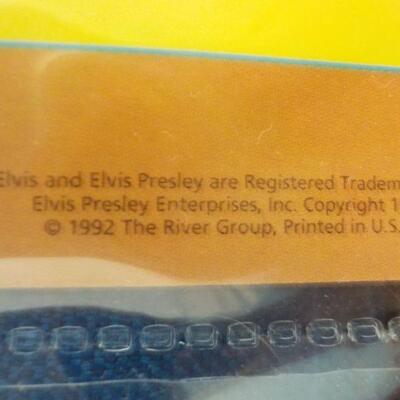 Elvis and Elvis Presley are Registered Tradem
Elvis Presley Enterprises, Inc. Copyright 1
© 1992 The River Group, Printed in U.S.